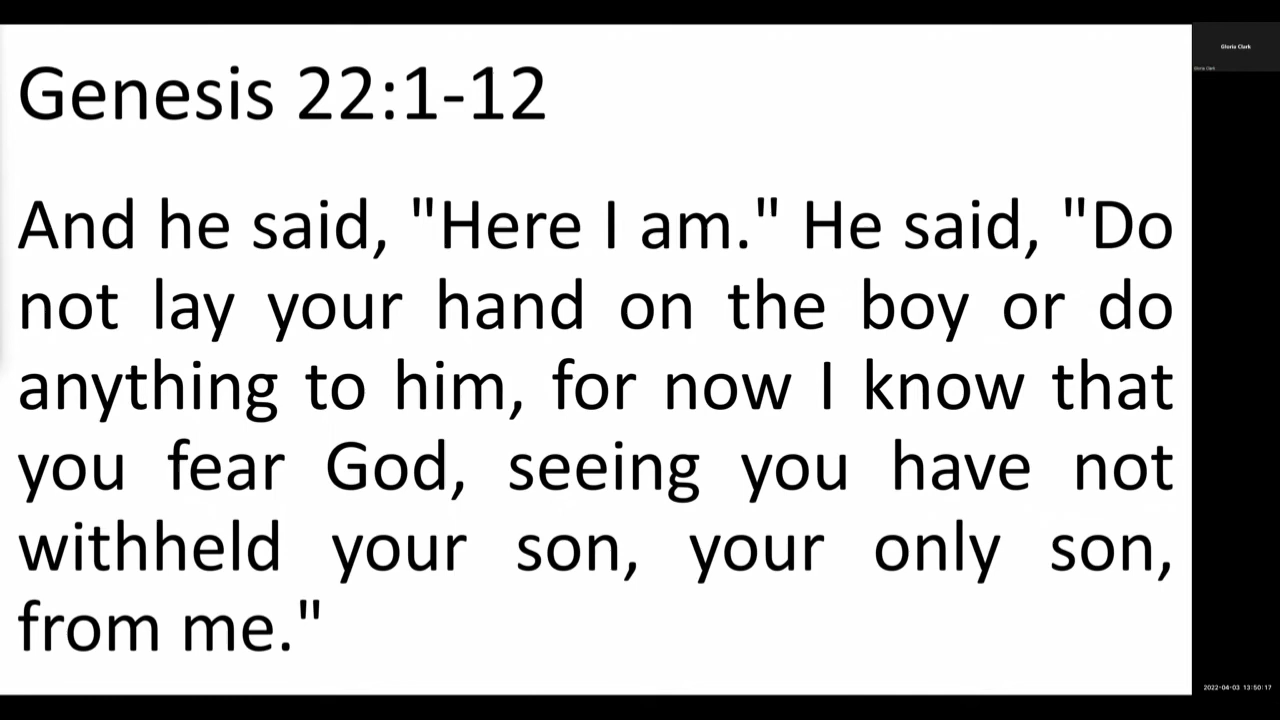 Genesis 22:1-12
And he said, "Here I am." He said, "Do
not lay your hand on the boy or do
anything to him, for now I know that
you fear God, seeing you have not
withheld your son, your only son,
from me."
Gloria Clark
Gloria Clark
2022-04-03 13:50:17